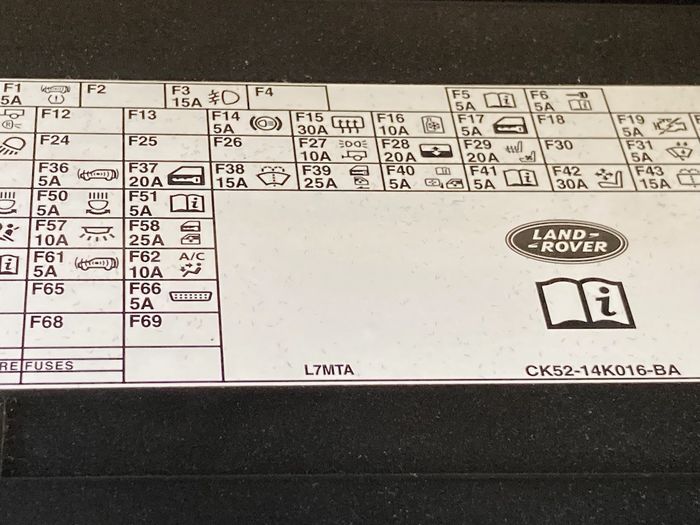 F1 F2 F3 F4 F5 F6
5A 15A 5A 5A
F12 F13 F14 F15 F16 F17 F18 F19
5A 30A 10A 5A 5A
F24 F25 F26 F27 F28 F29 F30 F31
10A 20A 20A 5A
F36 F37 F38 F39 F40 F41 F42 F43
5A 20A 15A 25A 5A 5A 30A 15A
F50 F51
5A 5A
F57 F58
10A 25A
F61 F62 A/C
5A 10A
F65 F66
5A
F68 F69
RE FUSES
LAND-
-ROVER
i
L7MTA CK52-14K016-BA